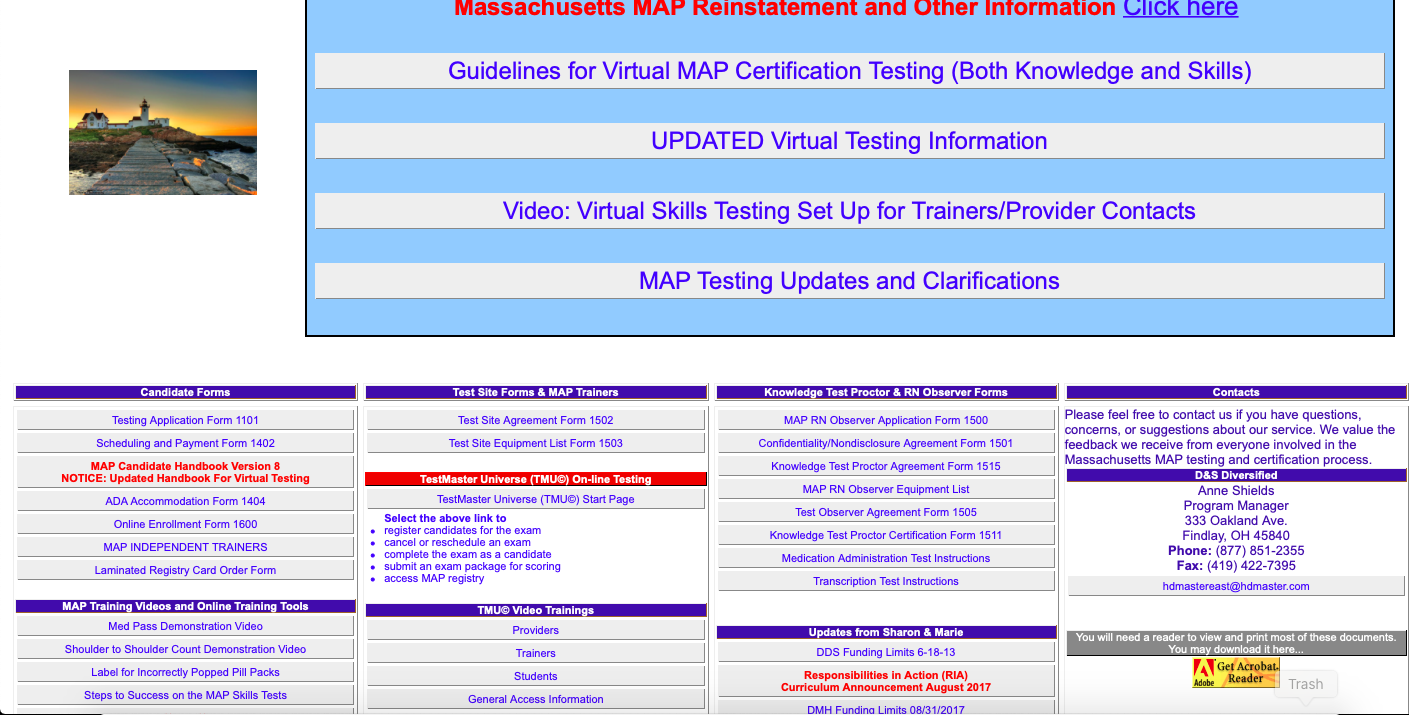 Massachusetts MAP Reinstatement and Other Information Click here
Guidelines for Virtual MAP Certification Testing (Both Knowledge and Skills)
UPDATED Virtual Testing Information
Video: Virtual Skills Testing Set Up for Trainers/Provider Contacts
MAP Testing Updates and Clarifications
Candidate Forms
Testing Application Form 1101
Scheduling and Payment Form 1402
MAP Candidate Handbook Version 8
NOTICE: Updated Handbook For Virtual Testing
ADA Accommodation Form 1404
Online Enrollment Form 1600
MAP INDEPENDENT TRAINERS
Laminated Registry Card Order Form
MAP Training Videos and Online Training Tools
Med Pass Demonstration Video
Shoulder to Shoulder Count Demonstration Video
Label for Incorrectly Popped Pill Packs
Steps to Success on the MAP Skills Tests
Test Site Forms & MAP Trainers
Test Site Agreement Form 1502
Test Site Equipment List Form 1503
TestMaster Universe (TMU©) On-line Testing
TestMaster Universe (TMU©) Start Page
Select the above link to
• register candidates for the exam
• cancel or reschedule an exam
• complete the exam as a candidate
• submit an exam package for scoring
• access MAP registry
TMU© Video Trainings
Providers
Trainers
Students
General Access Information
Knowledge Test Proctor & RN Observer Forms
MAP RN Observer Application Form 1500
Confidentiality/Nondisclosure Agreement Form 1501
Knowledge Test Proctor Agreement Form 1515
MAP RN Observer Equipment List
Test Observer Agreement Form 1505
Knowledge Test Proctor Certification Form 1511
Medication Administration Test Instructions
Transcription Test Instructions
Updates from Sharon & Marie
DDS Funding Limits 6-18-13
Responsibilities in Action (RIA)
Curriculum Announcement August 2017
DMH Funding Limits 08/31/2017
Contacts
Please feel free to contact us if you have questions,
concerns, or suggestions about our service. We value the
feedback we receive from everyone involved in the
Massachusetts MAP testing and certification process.
D&S Diversified
Anne Shields
Program Manager
333 Oakland Ave.
Findlay, OH 45840
Phone: (877) 851-2355
Fax: (419) 422-7395
hdmastereast@hdmaster.com
You will need a reader to view and print most of these documents.
You may download it here...
Adobe
Get Acrobat
Reader
Trash